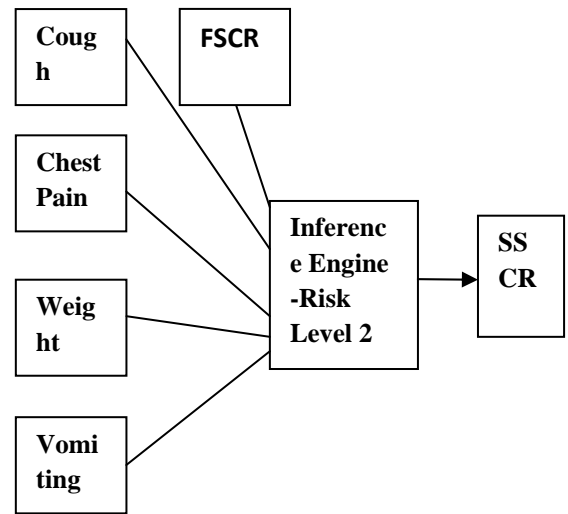 Coug
h
FSCR
Chest
Pain
Inferenc
e Engine
-Risk
Level 2
SS
CR
Weig
ht
Vomi
ting